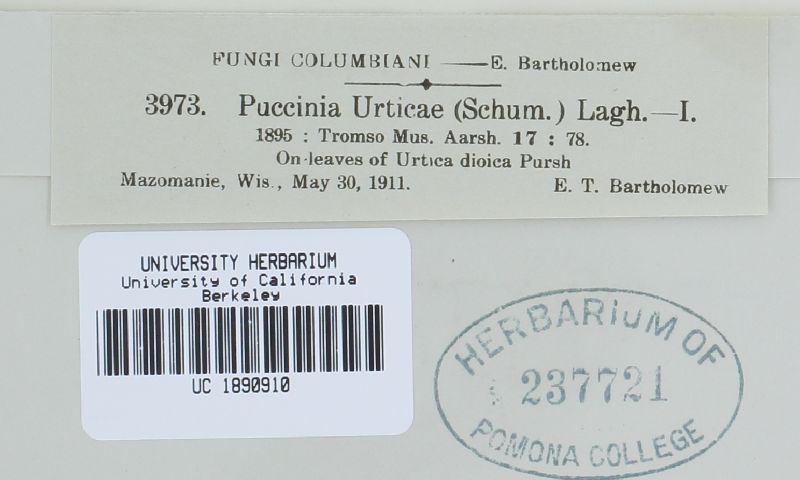 FUNGI COLUMBIANI — E. Bartholomew
3973. Puccinia Urticae (Schum.) Lagh.—I.
1895 : Tromso Mus. Aarsh. 17 : 78.
On leaves of Urtica dioica Pursh
Mazomanie, Wis., May 30, 1911. E. T. Bartholomew
UNIVERSITY HERBARIUM
University of California
Berkeley
UC 1890910
HERBARIUM OF
237721
POMONA COLLEGE